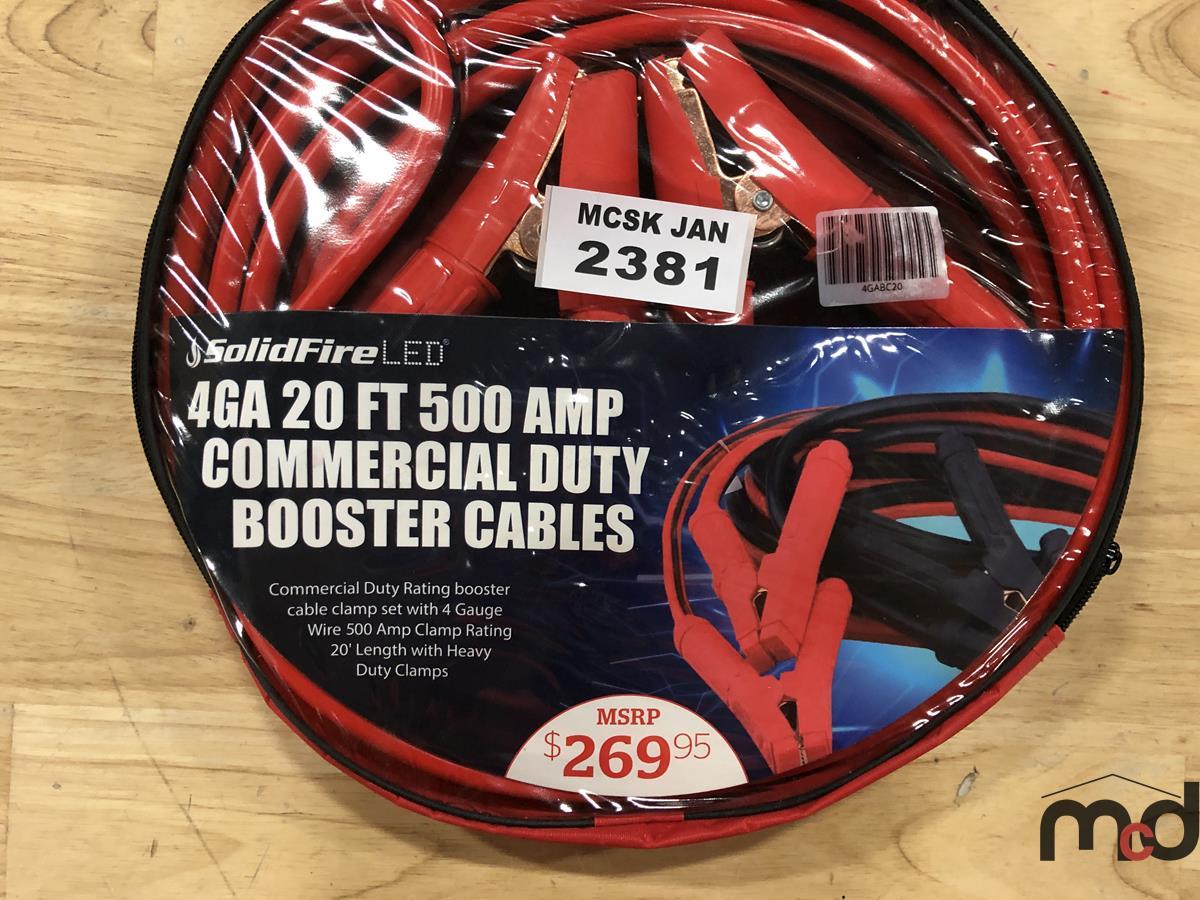 MCSK JAN
2381
4GABC20
SolidFire LED®
4GA 20 FT 500 AMP
COMMERCIAL DUTY
BOOSTER CABLES
Commercial Duty Rating booster
cable clamp set with 4 Gauge
Wire 500 Amp Clamp Rating
20' Length with Heavy
Duty Clamps
MSRP
$269.95
mcd